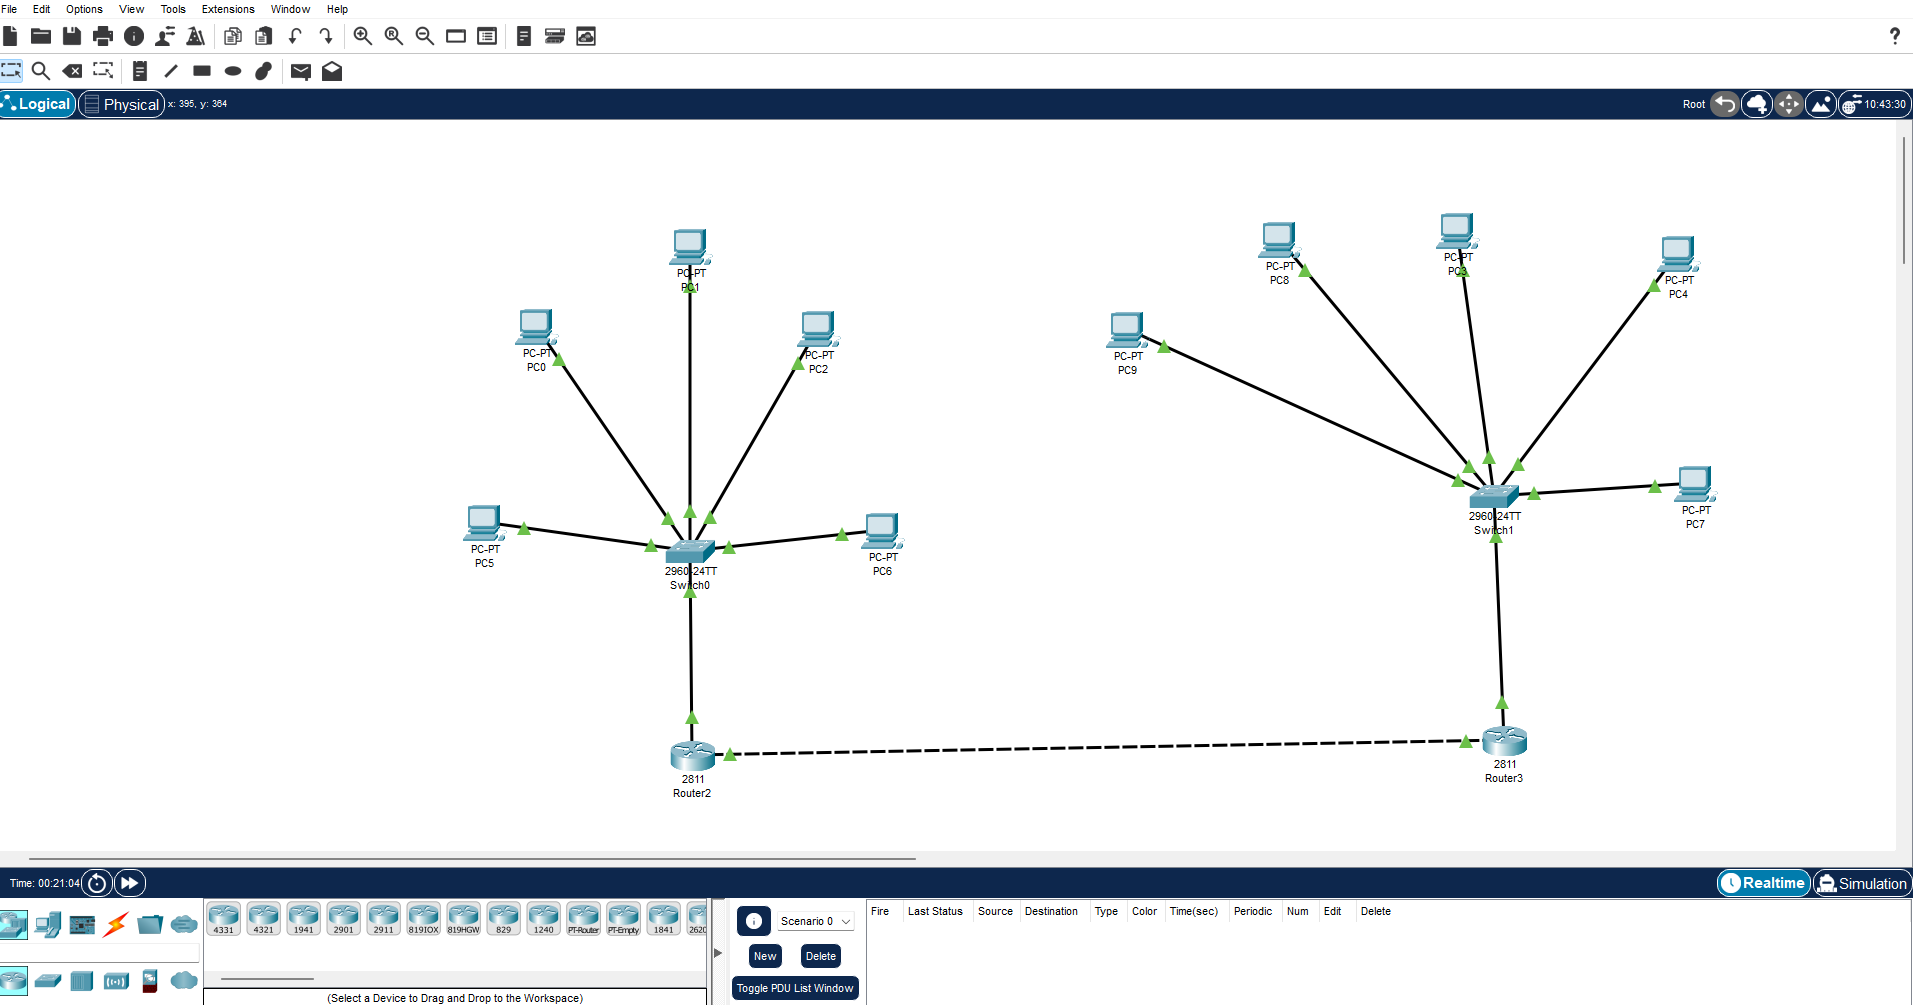 File Edit Options View Tools Extensions Window Help
?
Logical Physical x: 395, y: 364 Root 10:43:30
PC-PT
PC1
PC-PT
PC0
PC-PT
PC2
PC-PT
PC5
PC-PT
PC6
2960-24TT
Switch0
PC-PT
PC8
PC-PT
PC3
PC-PT
PC4
PC-PT
PC9
PC-PT
PC7
2960-24TT
Switch1
2811
Router2
2811
Router3
Time: 00:21:04 Realtime Simulation
4331 4321 1941 2901 2911 819IOX 819HGW 829 1240 PT-Router PT-Empty 1841 262
(Select a Device to Drag and Drop to the Workspace)
Scenario 0
New Delete
Toggle PDU List Window
Fire Last Status Source Destination Type Color Time(sec) Periodic Num Edit Delete